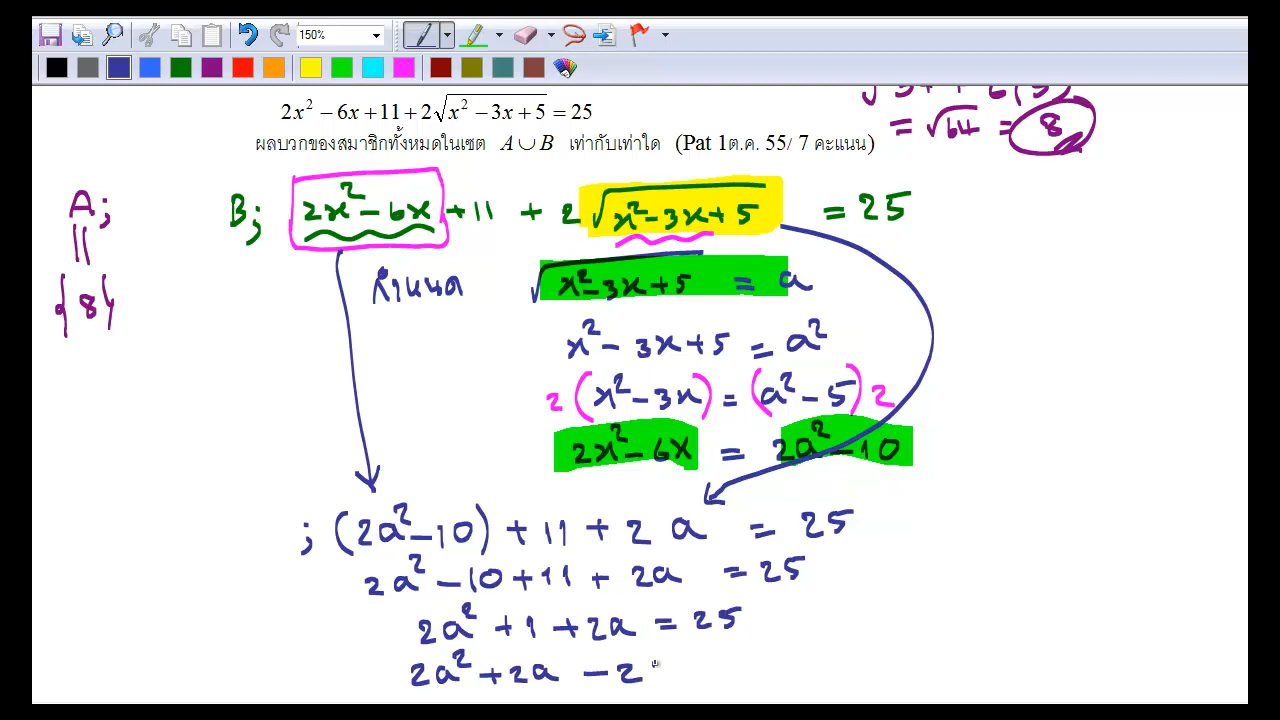 150%
2x² − 6x + 11 + 2√(x² − 3x + 5) = 25
ผลบวกของสมาชิกทั้งหมดในเซต A ∪ B เท่ากับเท่าใด (Pat 1ต.ค. 55/ 7 คะแนน)
= √64 = 8
A;
||
{8}
B; 2x² − 6x + 11 + 2√(x² − 3x + 5) = 25
กำหนด √(x² − 3x + 5) = a
x² − 3x + 5 = a²
2(x² − 3x) = (a² − 5)2
2x² − 6x = 2a² − 10
; (2a² − 10) + 11 + 2a = 25
2a² − 10 + 11 + 2a = 25
2a² + 1 + 2a = 25
2a² + 2a − 2